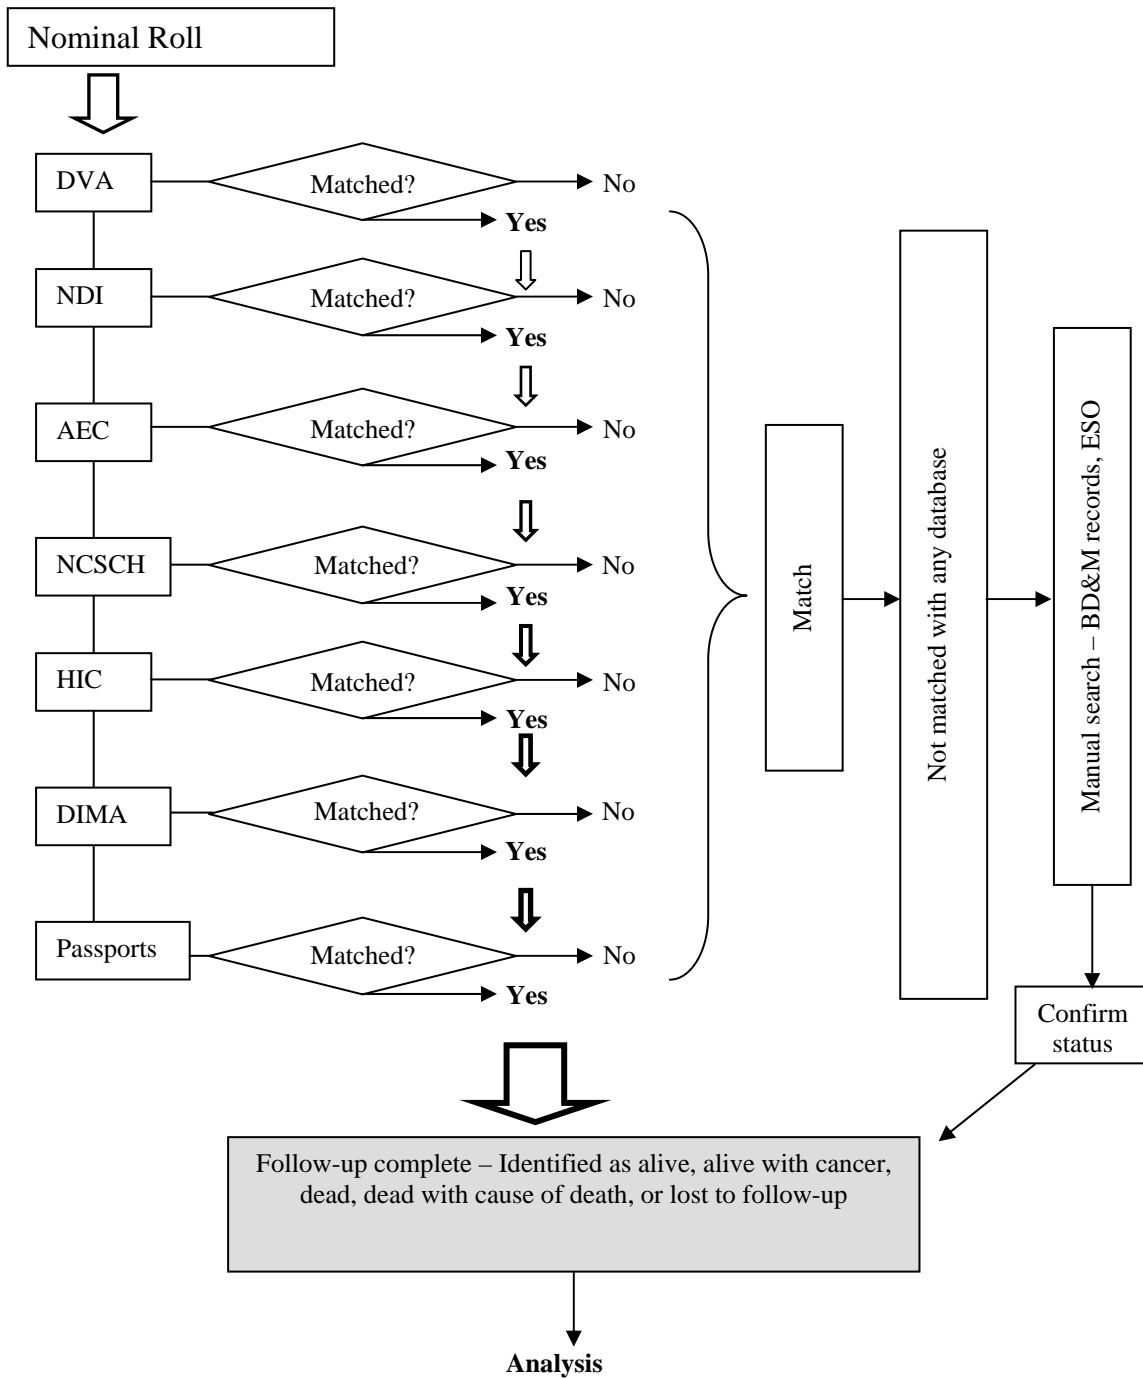 Nominal Roll
DVA
Matched?
No
Yes
NDI
Matched?
No
Yes
AEC
Matched?
No
Yes
NCSCH
Matched?
No
Yes
HIC
Matched?
No
Yes
DIMA
Matched?
No
Yes
Passports
Matched?
No
Yes
Match
Not matched with any database
Manual search – BD&M records, ESO
Confirm
status
Follow-up complete – Identified as alive, alive with cancer,
dead, dead with cause of death, or lost to follow-up
Analysis